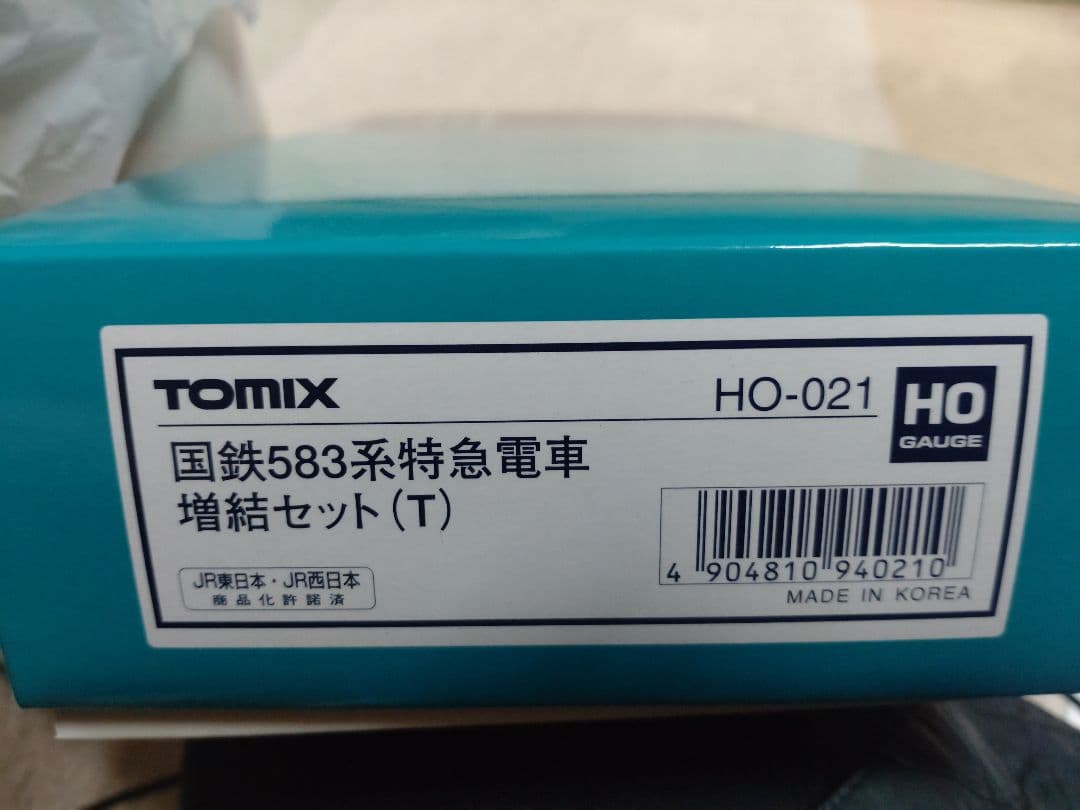 TOMIX
HO-021
HO
GAUGE
国鉄583系特急電車
増結セット(T)
JR東日本・JR西日本
商品化許諾済
4 904810 940210
MADE IN KOREA